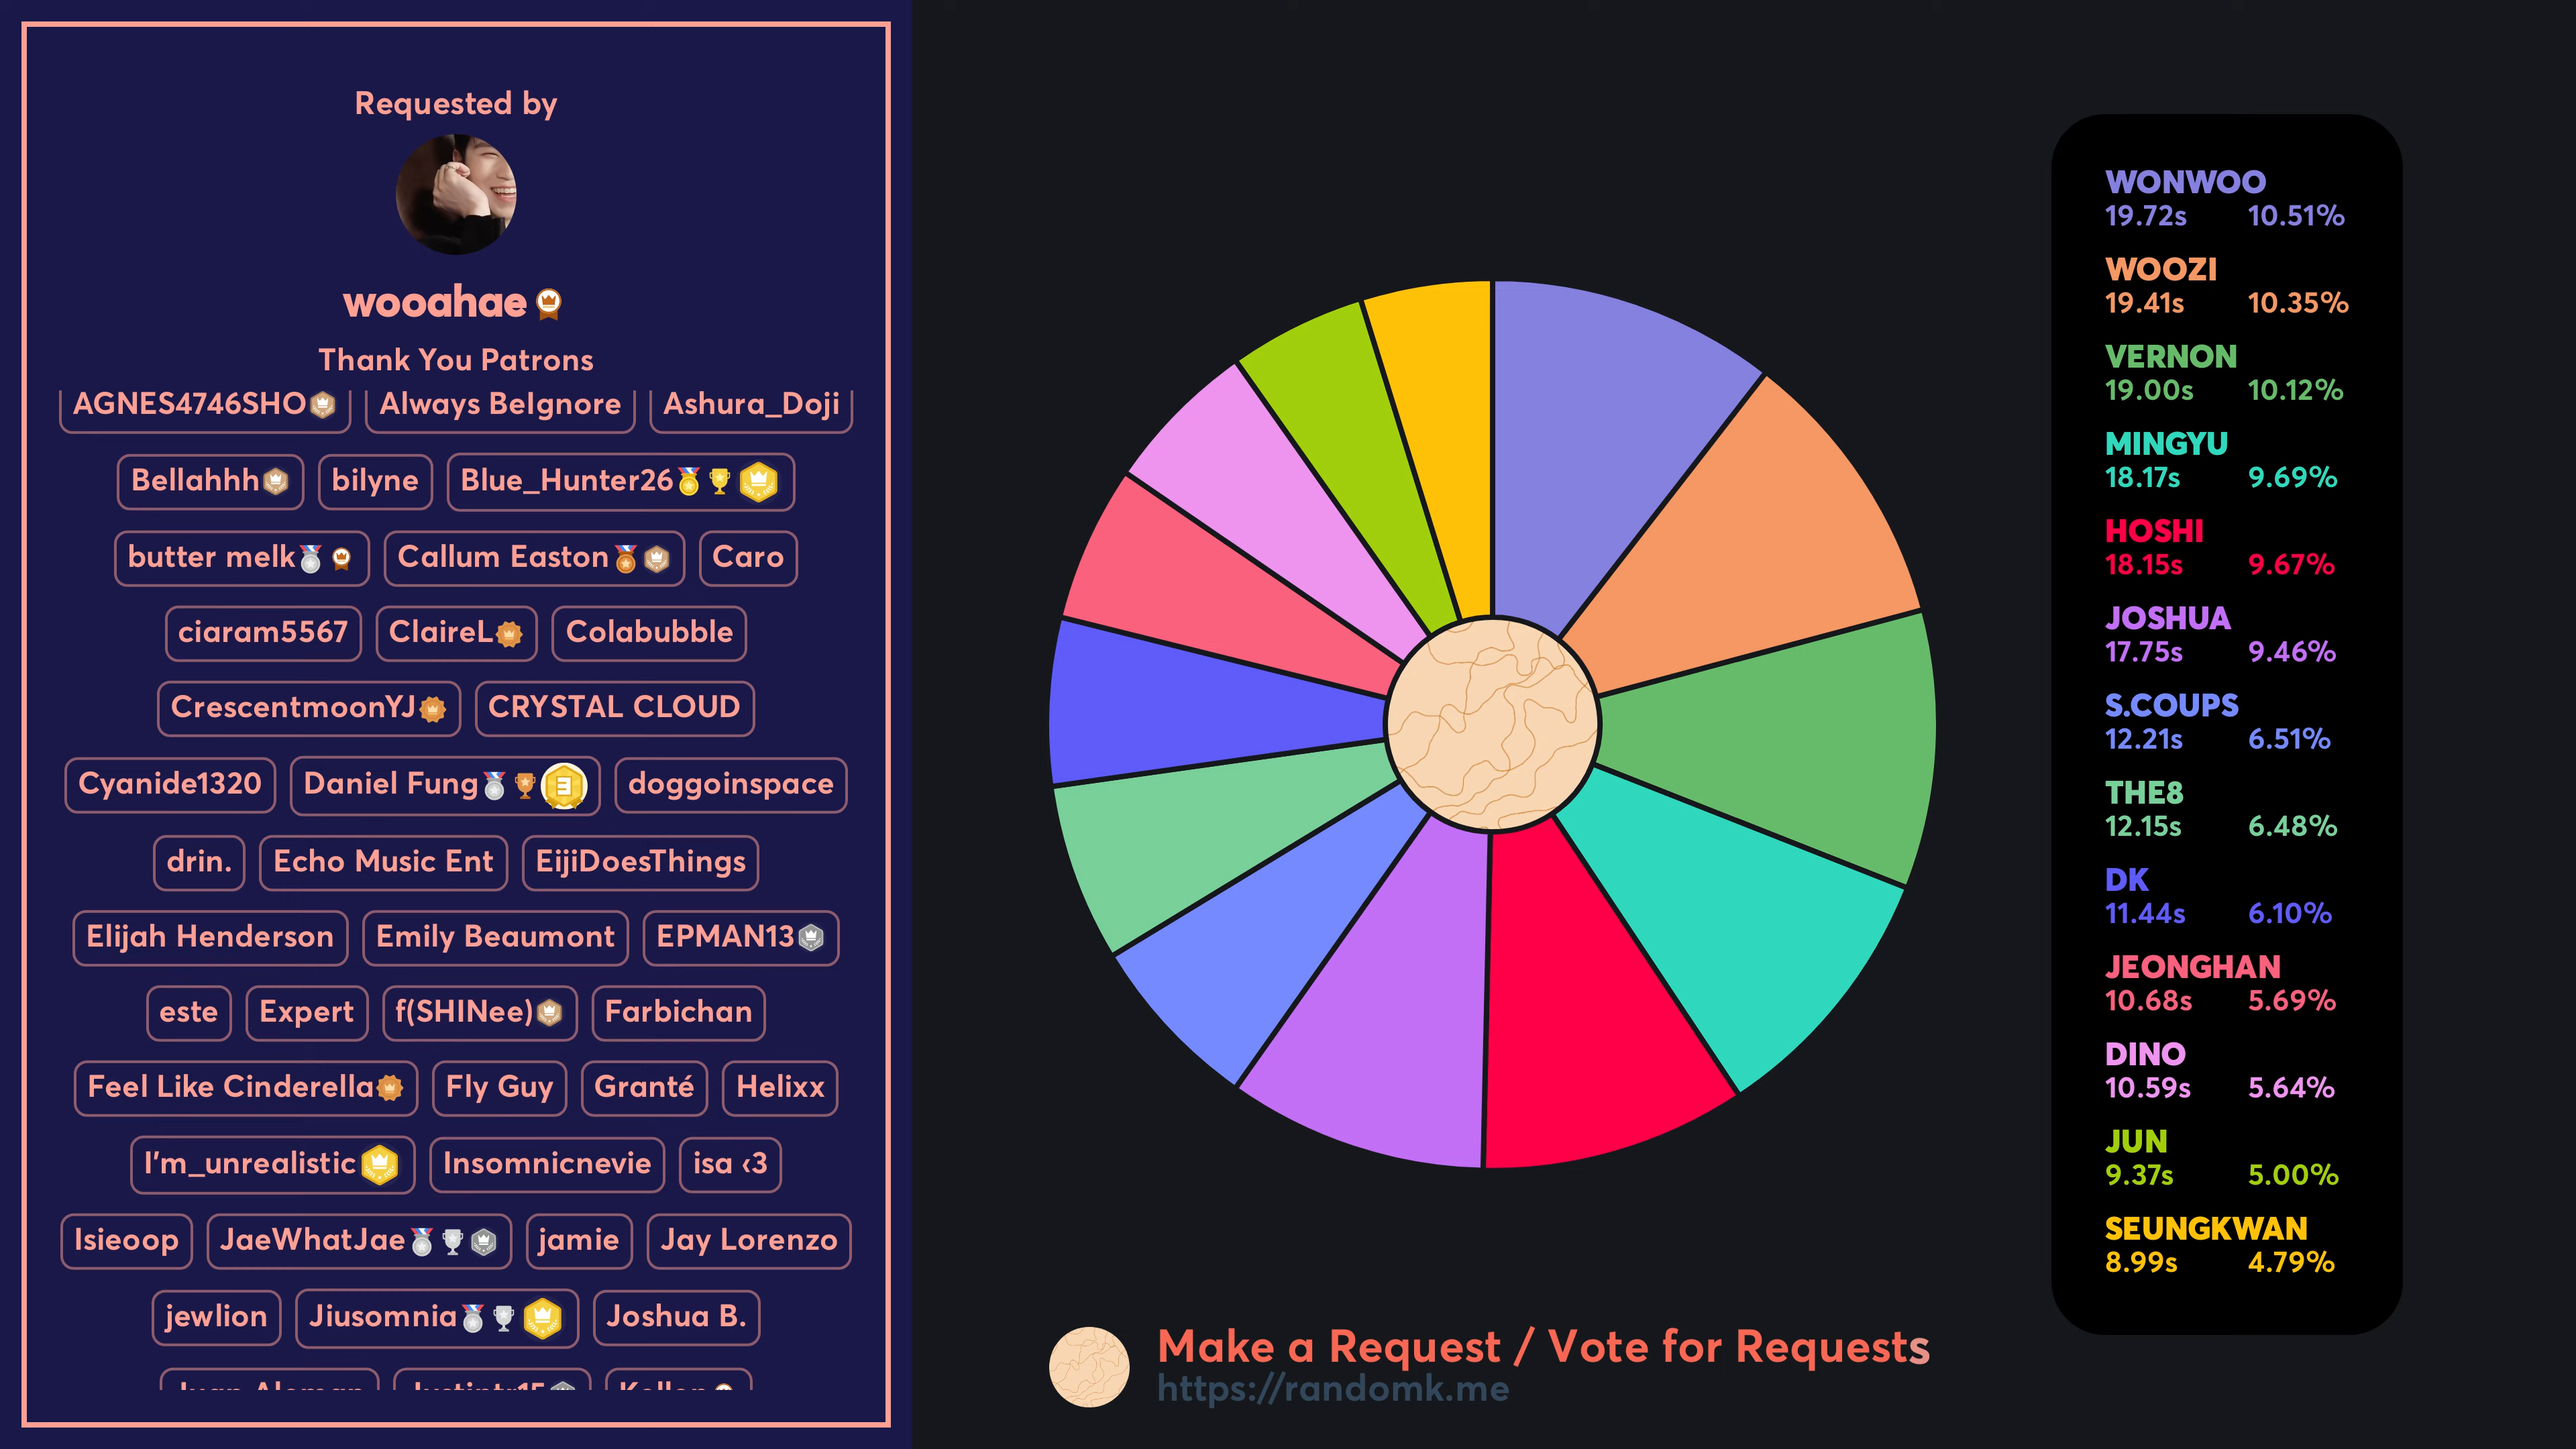 Requested by
wooahae
Thank You Patrons
AGNES4746SHO Always BeIgnore Ashura_Doji
Bellahhh bilyne Blue_Hunter26
butter melk Callum Easton Caro
ciaram5567 ClaireL Colabubble
CrescentmoonYJ CRYSTAL CLOUD
Cyanide1320 Daniel Fung 3 doggoinspace
drin. Echo Music Ent EijiDoesThings
Elijah Henderson Emily Beaumont EPMAN13
este Expert f(SHINee) Farbichan
Feel Like Cinderella Fly Guy Granté Helixx
I'm_unrealistic Insomnicnevie isa ‹3
Isieoop JaeWhatJae jamie Jay Lorenzo
jewlion Jiusomnia Joshua B.
WONWOO
19.72s 10.51%
WOOZI
19.41s 10.35%
VERNON
19.00s 10.12%
MINGYU
18.17s 9.69%
HOSHI
18.15s 9.67%
JOSHUA
17.75s 9.46%
S.COUPS
12.21s 6.51%
THE8
12.15s 6.48%
DK
11.44s 6.10%
JEONGHAN
10.68s 5.69%
DINO
10.59s 5.64%
JUN
9.37s 5.00%
SEUNGKWAN
8.99s 4.79%
Make a Request / Vote for Requests
https://randomk.me